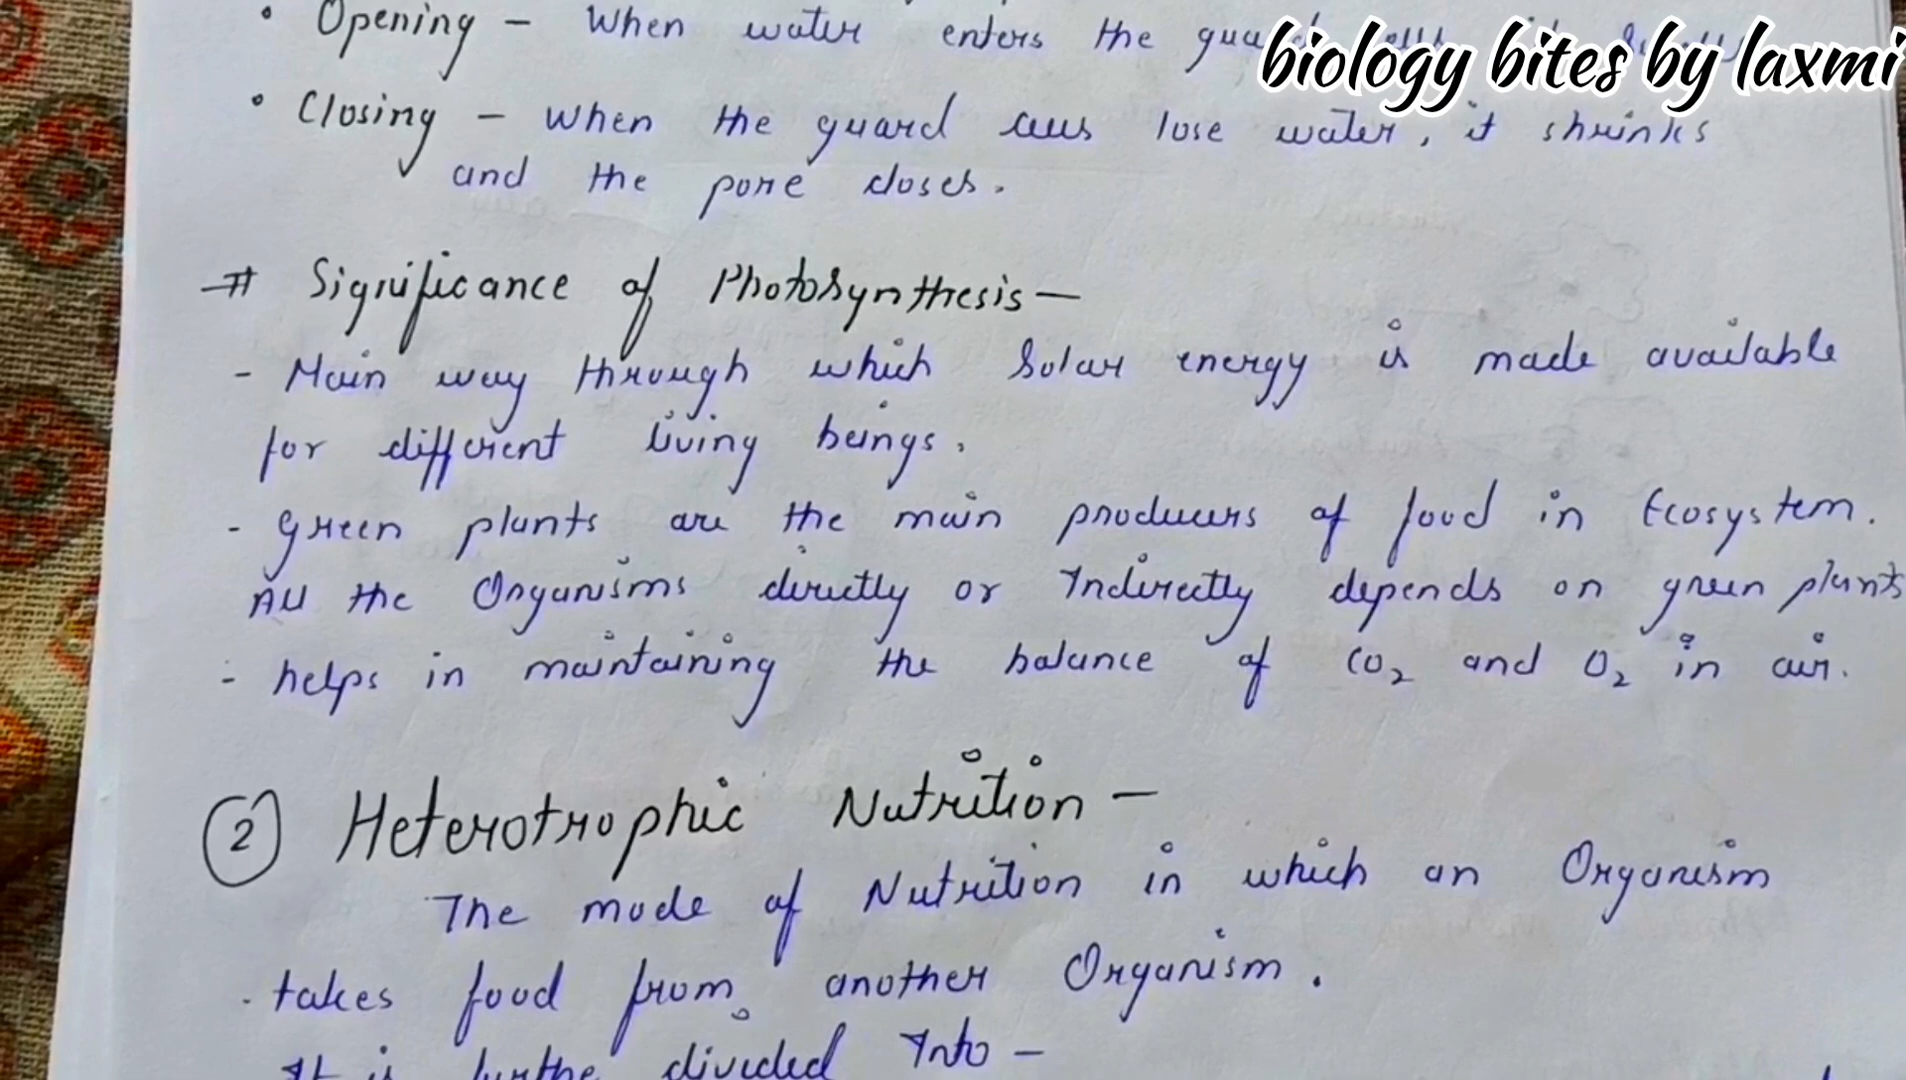 • Opening - When water enters the
biology bites by laxmi
• Closing - When the guard cells lose water, it shrinks
and the pore closes.
# Significance of Photosynthesis -
- Main way through which Solar energy is made available
for different living beings.
- Green plants are the main producers of food in Ecosystem.
All the Organisms directly or Indirectly depends on green plants
- helps in maintaining the balance of CO₂ and O₂ in air.
② Heterotrophic Nutrition -
The mode of Nutrition in which an Organism
takes food from another Organism.
It is divided Into -